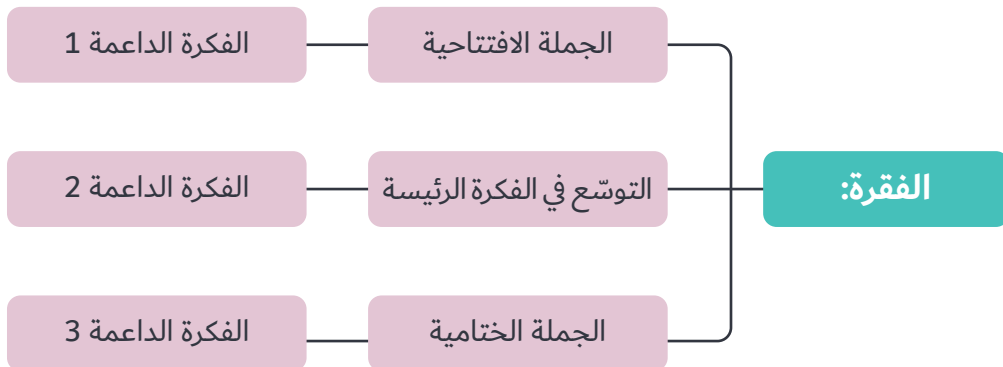 الفقرة:
الجملة الافتتاحية
الفكرة الداعمة 1
التوسّع في الفكرة الرئيسة
الفكرة الداعمة 2
الجملة الختامية
الفكرة الداعمة 3